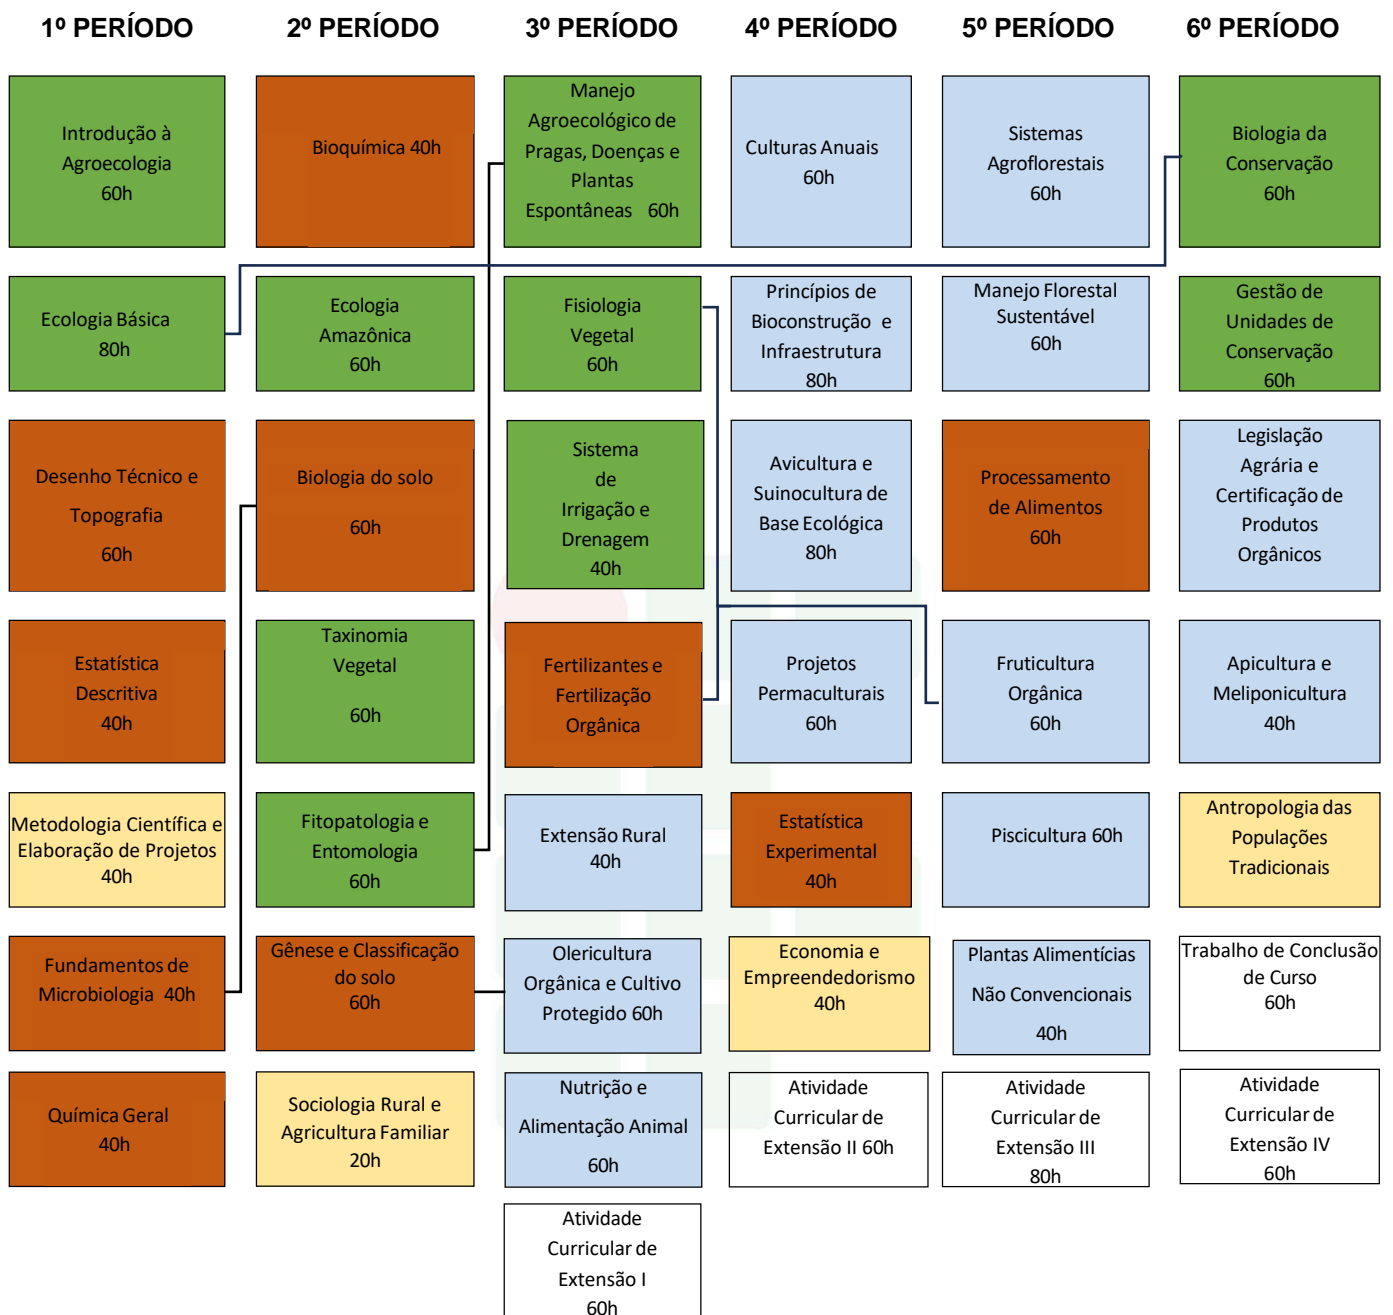 1º PERÍODO
2º PERÍODO
3º PERÍODO
4º PERÍODO
5º PERÍODO
6º PERÍODO
Introdução à
Agroecologia
60h
Bioquímica 40h
Manejo
Agroecológico de
Pragas, Doenças e
Plantas
Espontâneas 60h
Culturas Anuais
60h
Sistemas
Agroflorestais
60h
Biologia da
Conservação
60h
Ecologia Básica
80h
Ecologia
Amazônica
60h
Fisiologia
Vegetal
60h
Princípios de
Bioconstrução e
Infraestrutura
80h
Manejo Florestal
Sustentável
60h
Gestão de
Unidades de
Conservação
60h
Desenho Técnico e
Topografia
60h
Biologia do solo
60h
Sistema
de
Irrigação e
Drenagem
40h
Avicultura e
Suinocultura de
Base Ecológica
80h
Processamento
de Alimentos
60h
Legislação
Agrária e
Certificação de
Produtos
Orgânicos
Estatística
Descritiva
40h
Taxinomia
Vegetal
60h
Fertilizantes e
Fertilização
Orgânica
Projetos
Permaculturais
60h
Fruticultura
Orgânica
60h
Apicultura e
Meliponicultura
40h
Metodologia Científica e
Elaboração de Projetos
40h
Fitopatologia e
Entomologia
60h
Extensão Rural
40h
Estatística
Experimental
40h
Piscicultura 60h
Antropologia das
Populações
Tradicionais
Fundamentos de
Microbiologia 40h
Gênese e Classificação
do solo
60h
Olericultura
Orgânica e Cultivo
Protegido 60h
Economia e
Empreendedorismo
40h
Plantas Alimentícias
Não Convencionais
40h
Trabalho de Conclusão
de Curso
60h
Química Geral
40h
Sociologia Rural e
Agricultura Familiar
20h
Nutrição e
Alimentação Animal
60h
Atividade
Curricular de
Extensão II 60h
Atividade
Curricular de
Extensão III
80h
Atividade
Curricular de
Extensão IV
60h
Atividade
Curricular de
Extensão I
60h